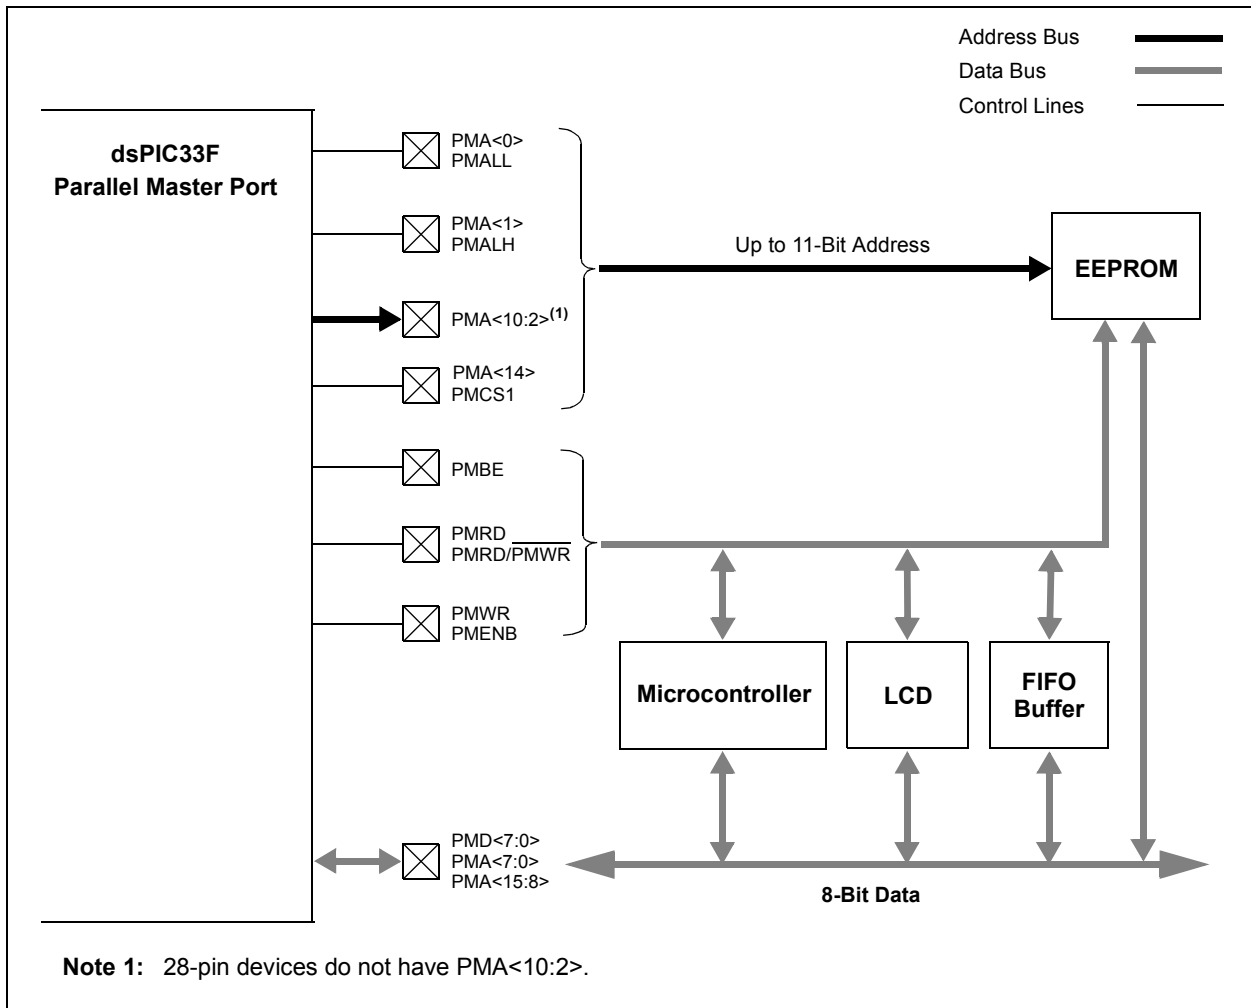 Address Bus
Data Bus
Control Lines
dsPIC33F
Parallel Master Port
PMA<0>
PMALL
PMA<1>
PMALH
PMA<10:2>(1)
PMA<14>
PMCS1
PMBE
PMRD
PMRD/P̅M̅W̅R̅
PMWR
PMENB
PMD<7:0>
PMA<7:0>
PMA<15:8>
Up to 11-Bit Address
EEPROM
Microcontroller
LCD
FIFO
Buffer
8-Bit Data
Note 1: 28-pin devices do not have PMA<10:2>.